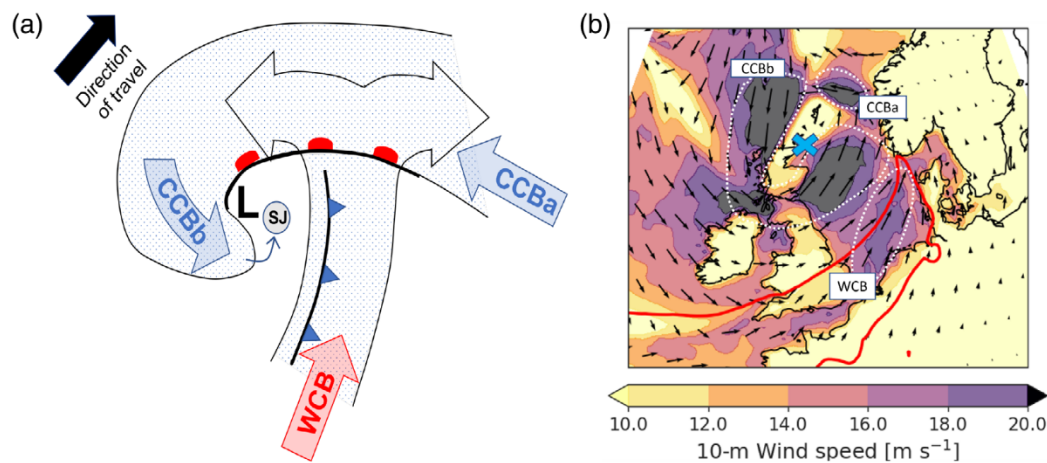 (a)
Direction
of travel
CCBb
L
SJ
CCBa
WCB
(b)
CCBb
CCBa
WCB
10.0 12.0 14.0 16.0 18.0 20.0
10-m Wind speed [m s⁻¹]